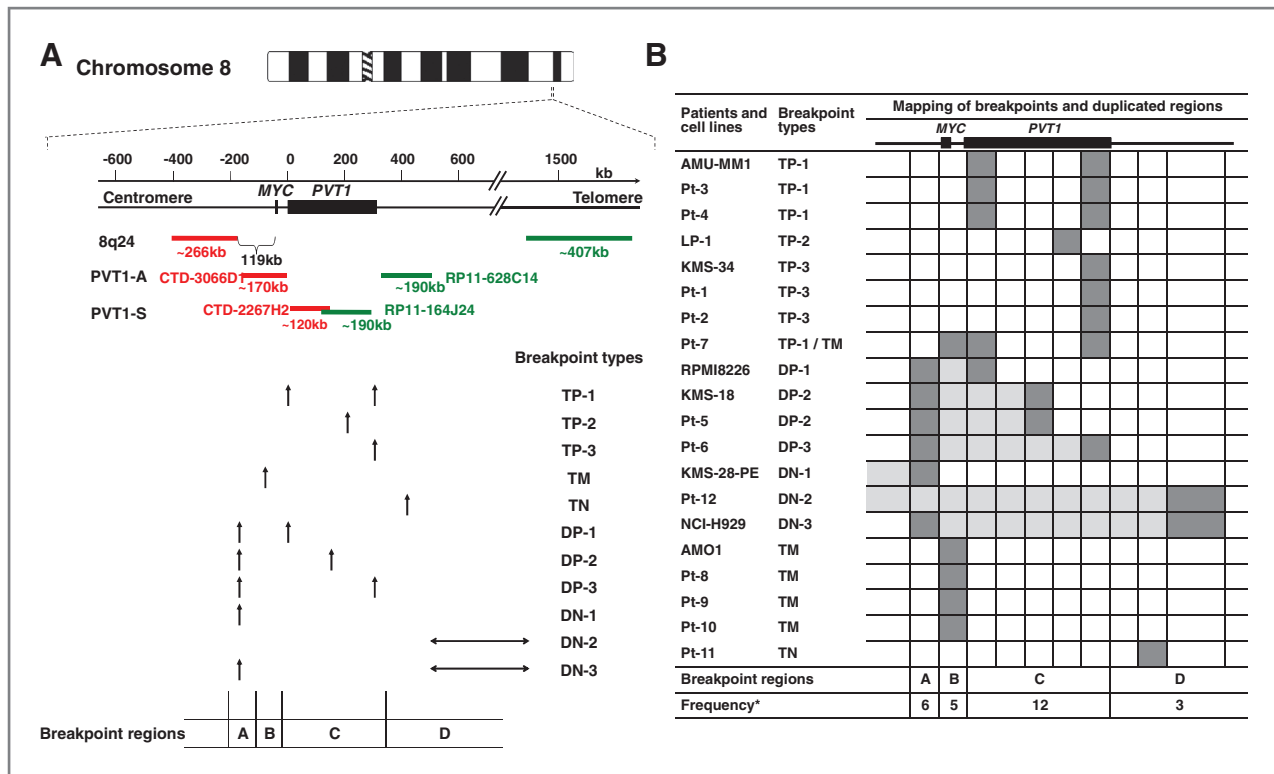 A
Chromosome 8
-600 -400 -200 0 200 400 600 1500
kb
MYC PVT1
Centromere Telomere
8q24
~266kb
119kb
~407kb
PVT1-A CTD-3066D1 RP11-628C14
~170kb ~190kb
PVT1-S CTD-2267H2 RP11-164J24
~120kb ~190kb
Breakpoint types
TP-1
TP-2
TP-3
TM
TN
DP-1
DP-2
DP-3
DN-1
DN-2
DN-3
Breakpoint regions A B C D
B
Patients and cell lines Breakpoint types Mapping of breakpoints and duplicated regions
MYC PVT1
AMU-MM1 TP-1
Pt-3 TP-1
Pt-4 TP-1
LP-1 TP-2
KMS-34 TP-3
Pt-1 TP-3
Pt-2 TP-3
Pt-7 TP-1 / TM
RPMI8226 DP-1
KMS-18 DP-2
Pt-5 DP-2
Pt-6 DP-3
KMS-28-PE DN-1
Pt-12 DN-2
NCI-H929 DN-3
AMO1 TM
Pt-8 TM
Pt-9 TM
Pt-10 TM
Pt-11 TN
Breakpoint regions A B C D
Frequency* 6 5 12 3